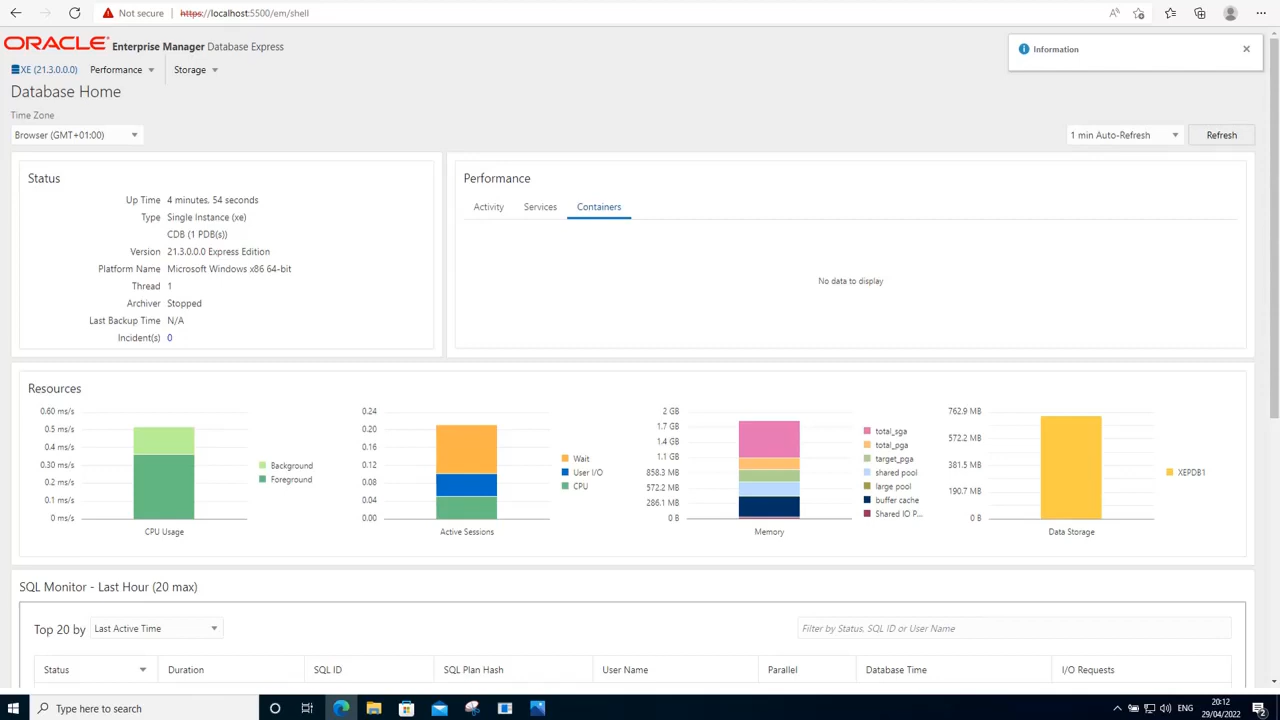 Not secure
https://localhost:5500/em/shell
ORACLE Enterprise Manager Database Express
Information
XE (21.3.0.0.0)
Performance
Storage
Database Home
Time Zone
Browser (GMT+01:00)
1 min Auto-Refresh
Refresh
Status
Up Time 4 minutes, 54 seconds
Type Single Instance (xe)
CDB (1 PDB(s))
Version 21.3.0.0.0 Express Edition
Platform Name Microsoft Windows x86 64-bit
Thread 1
Archiver Stopped
Last Backup Time N/A
Incident(s) 0
Performance
Activity
Services
Containers
No data to display
Resources
0.60 ms/s
0.5 ms/s
0.4 ms/s
0.30 ms/s
0.2 ms/s
0.1 ms/s
0 ms/s
Background
Foreground
CPU Usage
0.24
0.20
0.16
0.12
0.08
0.04
0.00
Wait
User I/O
CPU
Active Sessions
2 GB
1.7 GB
1.4 GB
1.1 GB
858.3 MB
572.2 MB
286.1 MB
0 B
total_sga
total_pga
target_pga
shared pool
large pool
buffer cache
Shared IO P...
Memory
762.9 MB
572.2 MB
381.5 MB
190.7 MB
0 B
XEPDB1
Data Storage
SQL Monitor - Last Hour (20 max)
Top 20 by
Last Active Time
Filter by Status, SQL ID or User Name
Status
Duration
SQL ID
SQL Plan Hash
User Name
Parallel
Database Time
I/O Requests
Type here to search
ENG
20:12
29/04/2022
2